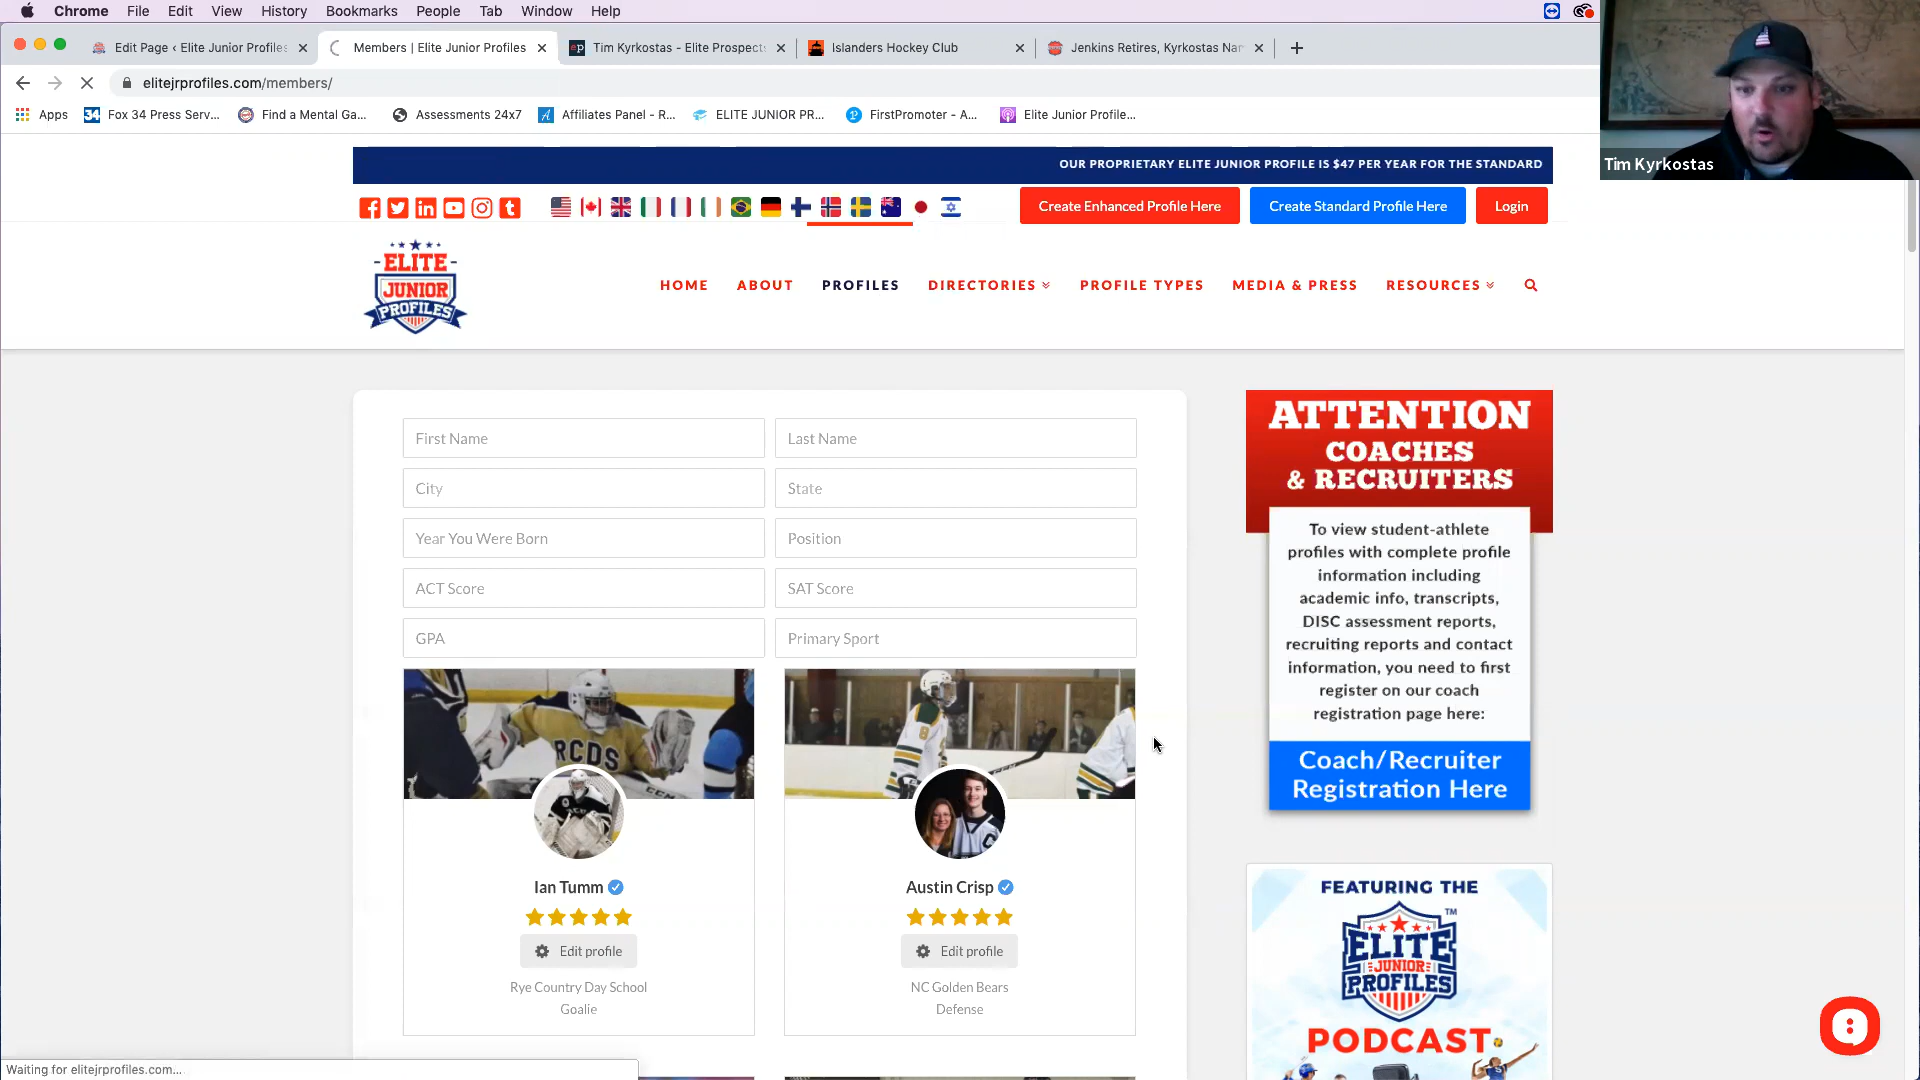 Chrome File Edit View History Bookmarks People Tab Window Help
Edit Page ‹ Elite Junior Profiles
Members | Elite Junior Profiles
Tim Kyrkostas - Elite Prospects
Islanders Hockey Club
Jenkins Retires, Kyrkostas Nam
elitejrprofiles.com/members/
Apps
34 Fox 34 Press Serv...
Find a Mental Ga...
Assessments 24x7
Affiliates Panel - R...
ELITE JUNIOR PR...
FirstPromoter - A...
Elite Junior Profile...
Tim Kyrkostas
OUR PROPRIETARY ELITE JUNIOR PROFILE IS $47 PER YEAR FOR THE STANDARD
Create Enhanced Profile Here
Create Standard Profile Here
Login
ELITE
JUNIOR
PROFILES
HOME
ABOUT
PROFILES
DIRECTORIES
PROFILE TYPES
MEDIA & PRESS
RESOURCES
First Name
Last Name
City
State
Year You Were Born
Position
ACT Score
SAT Score
GPA
Primary Sport
RCDS
8
Ian Tumm
Edit profile
Rye Country Day School
Goalie
Austin Crisp
Edit profile
NC Golden Bears
Defense
ATTENTION
COACHES
& RECRUITERS
To view student-athlete
profiles with complete profile
information including
academic info, transcripts,
DISC assessment reports,
recruiting reports and contact
information, you need to first
register on our coach
registration page here:
Coach/Recruiter
Registration Here
FEATURING THE
ELITE
JUNIOR
PROFILES
TM
PODCAST
Waiting for elitejrprofiles.com...